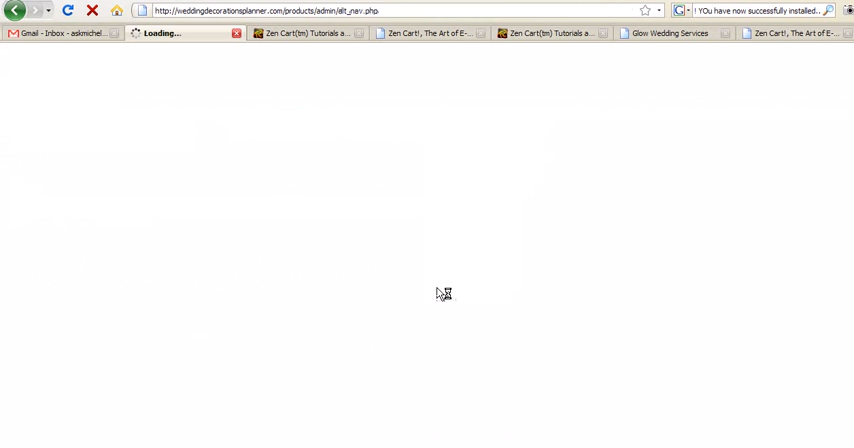 http://weddingdecorationsplanner.com/products/admin/alt_nav.php
! YOu have now successfully installed..
Gmail - Inbox - askmichel...
Loading...
Zen Cart(tm) Tutorials a...
Zen Cart!, The Art of E-...
Zen Cart(tm) Tutorials a...
Glow Wedding Services
Zen Cart!, The Art of E-...